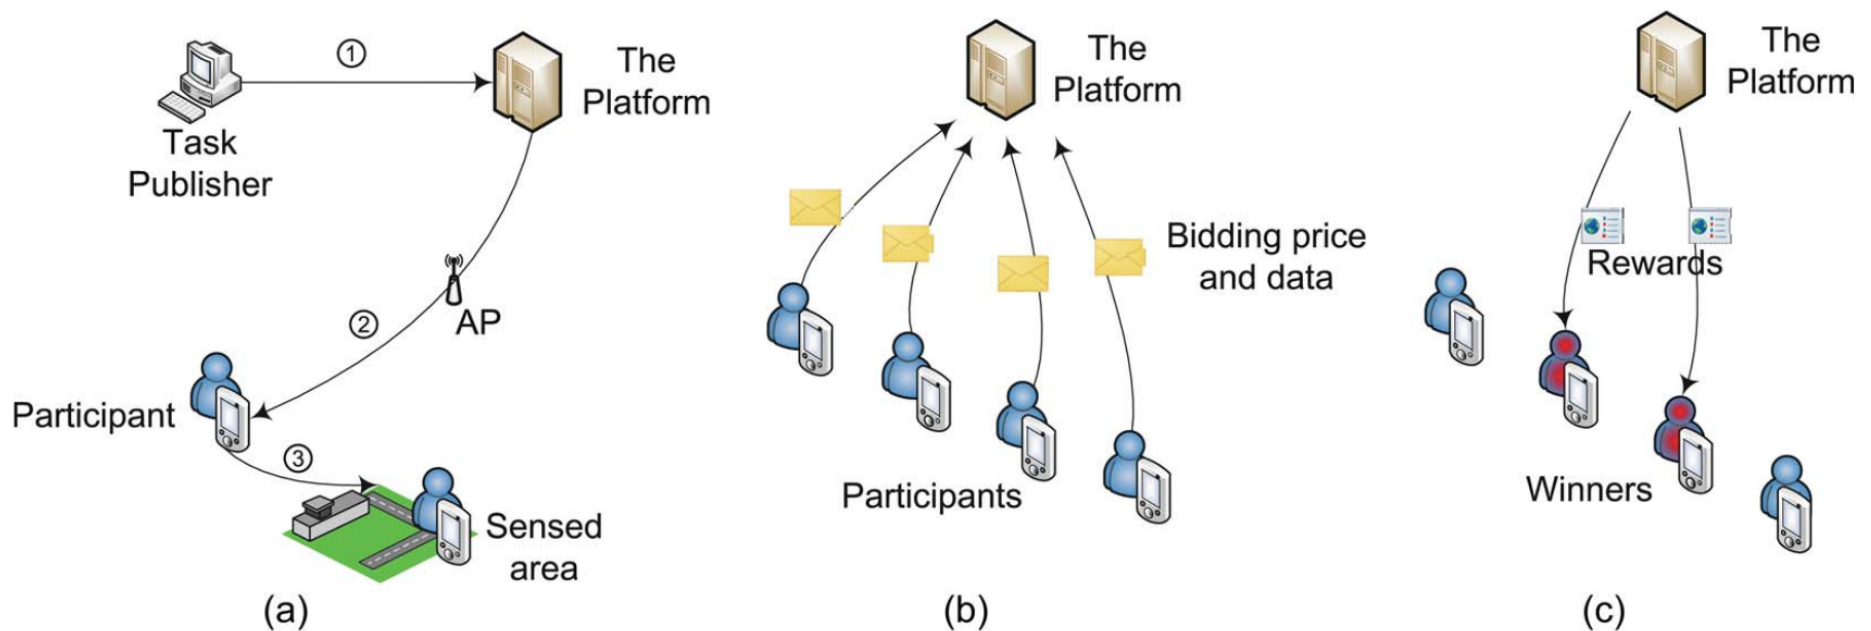 ①
The
Platform
Task
Publisher
AP
②
Participant
③
Sensed
area
(a)
The
Platform
Bidding price
and data
Participants
(b)
The
Platform
Rewards
Winners
(c)